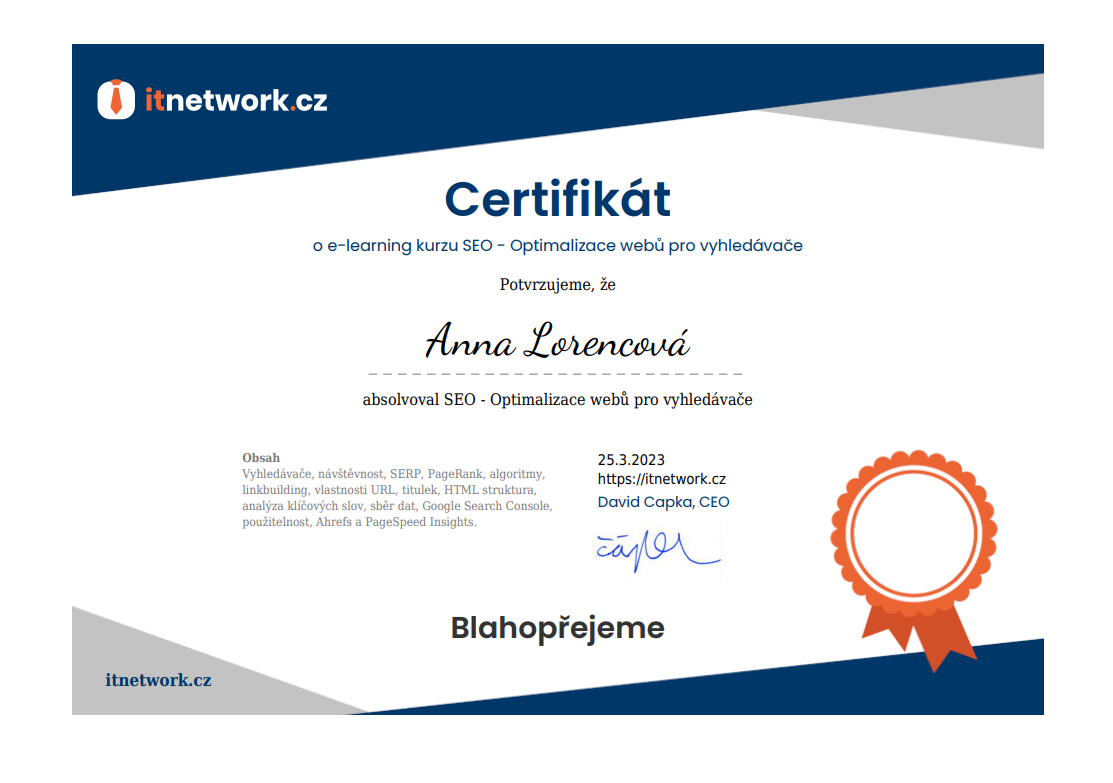 itnetwork.cz
Certifikát
o e-learning kurzu SEO - Optimalizace webů pro vyhledávače
Potvrzujeme, že
Anna Lorencová
absolvoval SEO - Optimalizace webů pro vyhledávače
Obsah
Vyhledávače, návštěvnost, SERP, PageRank, algoritmy,
linkbuilding, vlastnosti URL, titulek, HTML struktura,
analýza klíčových slov, sběr dat, Google Search Console,
použitelnost, Ahrefs a PageSpeed Insights.
25.3.2023
https://itnetwork.cz
David Capka, CEO
Blahopřejeme
itnetwork.cz